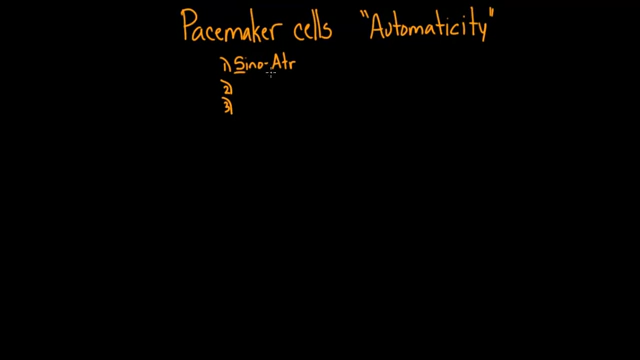 Pacemaker cells "Automaticity"
1) Sino-Atr
2)
3)